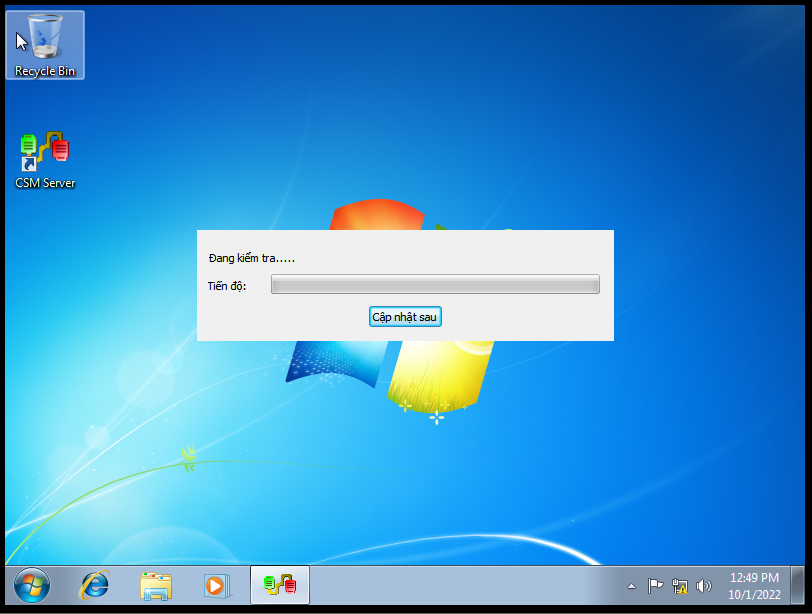 Recycle Bin
CSM Server
Đang kiểm tra.....
Tiến độ:
Cập nhật sau
12:49 PM
10/1/2022